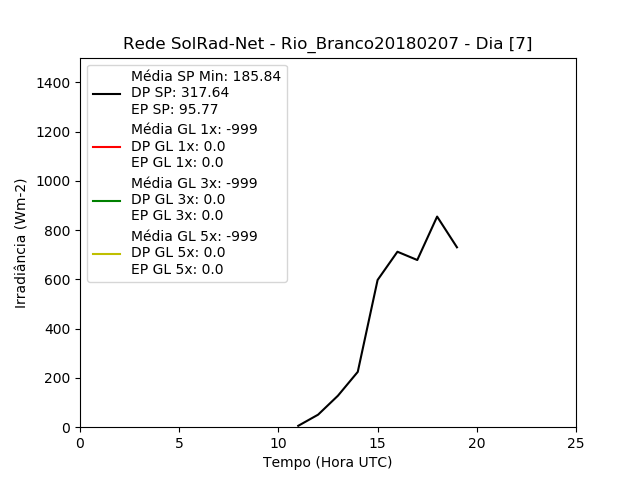 Rede SolRad-Net - Rio_Branco20180207 - Dia [7]
Média SP Min: 185.84
DP SP: 317.64
EP SP: 95.77
Média GL 1x: -999
DP GL 1x: 0.0
EP GL 1x: 0.0
Média GL 3x: -999
DP GL 3x: 0.0
EP GL 3x: 0.0
Média GL 5x: -999
DP GL 5x: 0.0
EP GL 5x: 0.0
Irradiância (Wm-2)
1400
1200
1000
800
600
400
200
0
0 5 10 15 20 25
Tempo (Hora UTC)